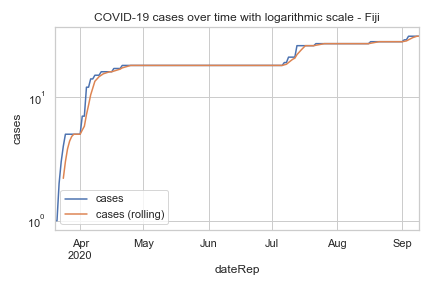 COVID-19 cases over time with logarithmic scale - Fiji
cases
10¹
10⁰
cases
cases (rolling)
Apr
2020
May
Jun
Jul
Aug
Sep
dateRep